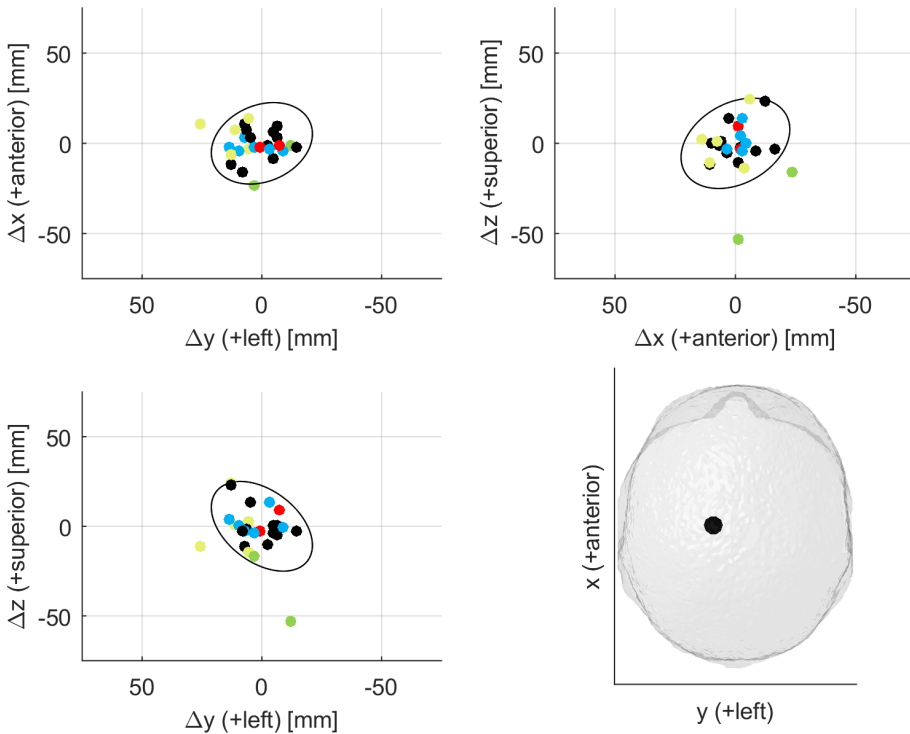 Δx (+anterior) [mm]
50
0
-50
50
0
-50
Δy (+left) [mm]
Δz (+superior) [mm]
50
0
-50
50
0
-50
Δx (+anterior) [mm]
Δz (+superior) [mm]
50
0
-50
50
0
-50
Δy (+left) [mm]
x (+anterior)
y (+left)